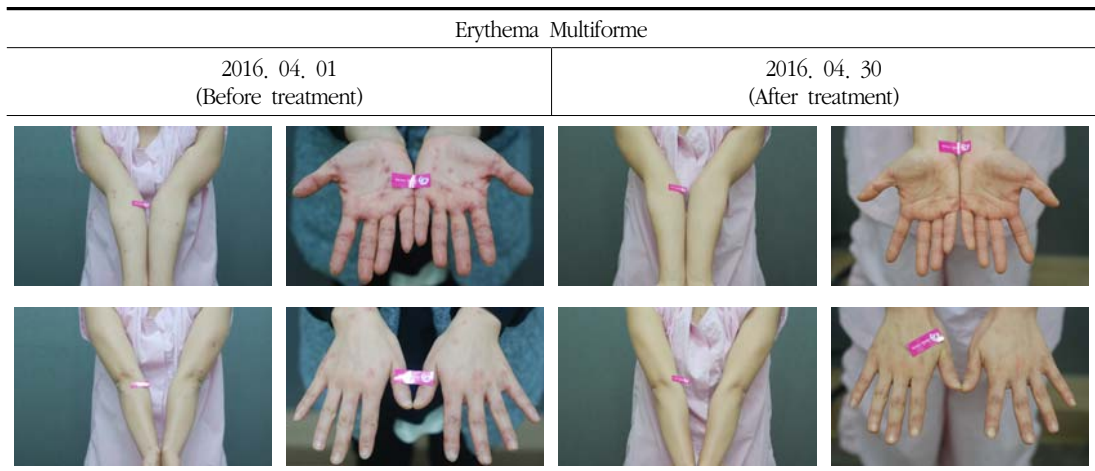 Erythema Multiforme
2016. 04. 01
(Before treatment)
2016. 04. 30
(After treatment)